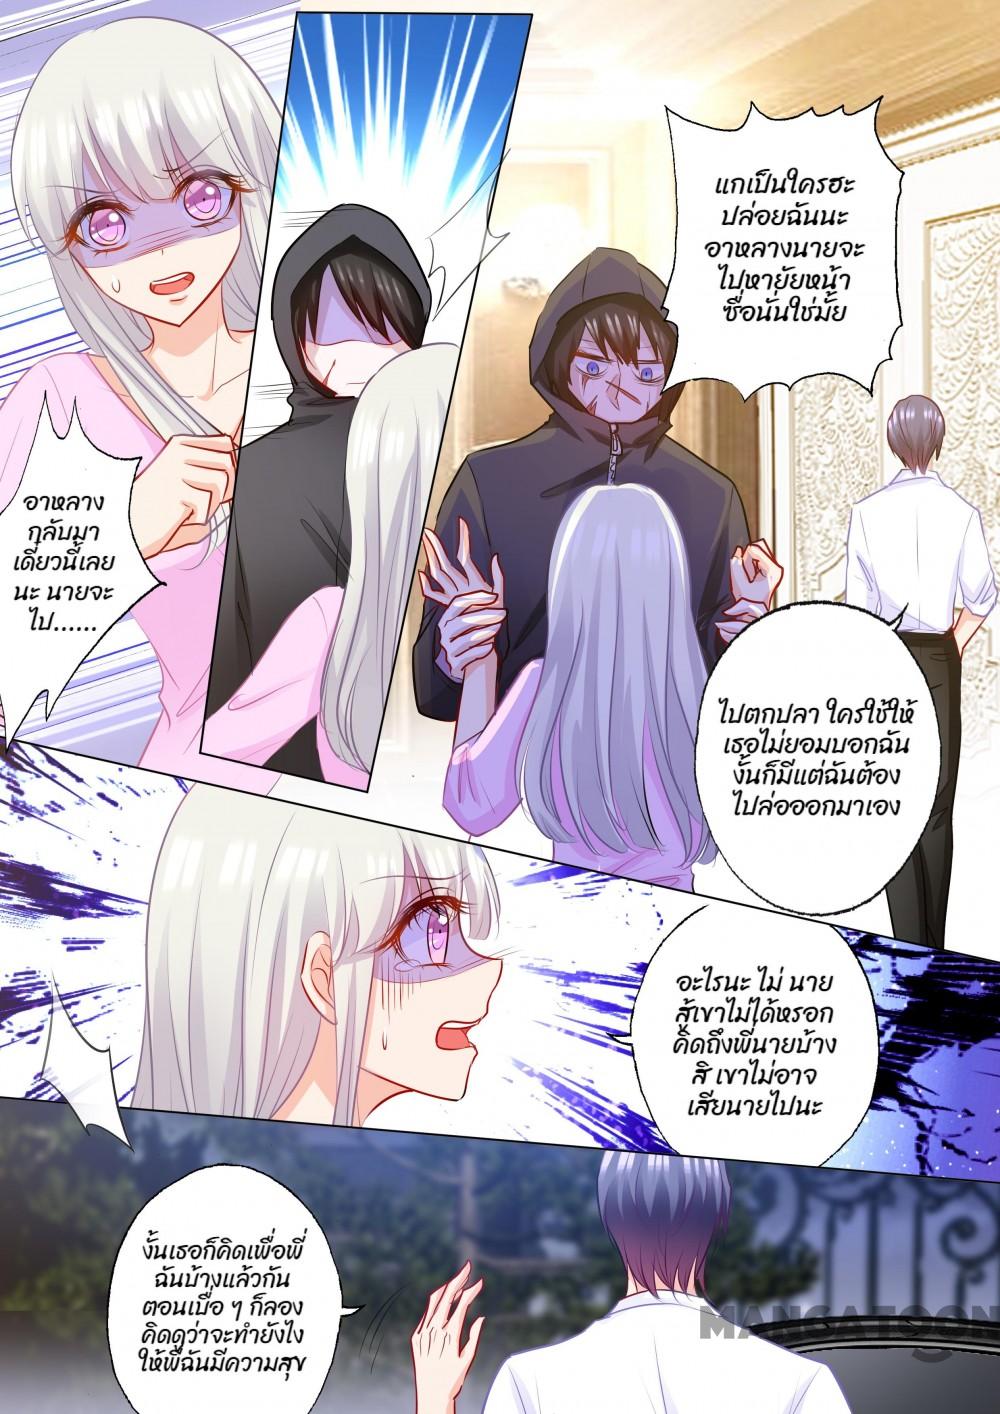 แกเป็นใครฮะ
ปล่อยฉันนะ
อาหลางนายจะ
ไปหายัยหน้า
ซื่อนั่นใช่มั้ย
อาหลาง
กลับมา
เดี๋ยวนี้เลย
นะ นายจะ
ไป......
ไปตกปลา ใครใช้ให้
เธอไม่ยอมบอกฉัน
งั้นก็มีแต่ฉันต้อง
ไปล่อออกมาเอง
อะไรนะ ไม่ นาย
สู้เขาไม่ได้หรอก
คิดถึงพี่นายบ้าง
สิ เขาไม่อาจ
เสียนายไปนะ
งั้นเธอก็คิดเพื่อพี่
ฉันบ้างแล้วกัน
ตอนเบื่อ ๆ ก็ลอง
คิดดูว่าจะทำยังไง
ให้พี่ฉันมีความสุข
MANGATOON